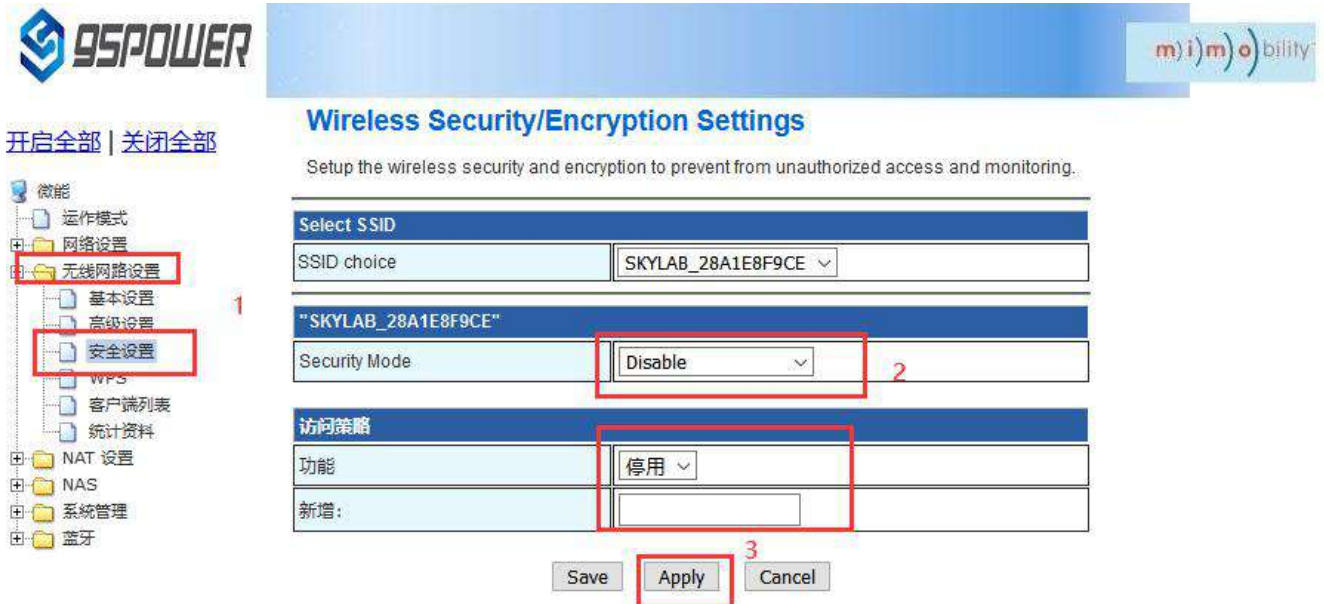 95POWER
m)i)m)o)bility
开启全部 | 关闭全部
微能
运作模式
网络设置
无线网路设置
基本设置
高级设置
安全设置
WPS
客户端列表
统计资料
NAT 设置
NAS
系统管理
蓝牙
1
Wireless Security/Encryption Settings
Setup the wireless security and encryption to prevent from unauthorized access and monitoring.
Select SSID
SSID choice SKYLAB_28A1E8F9CE
"SKYLAB_28A1E8F9CE"
Security Mode Disable
2
访问策略
功能 停用
新增:
3
Save Apply Cancel